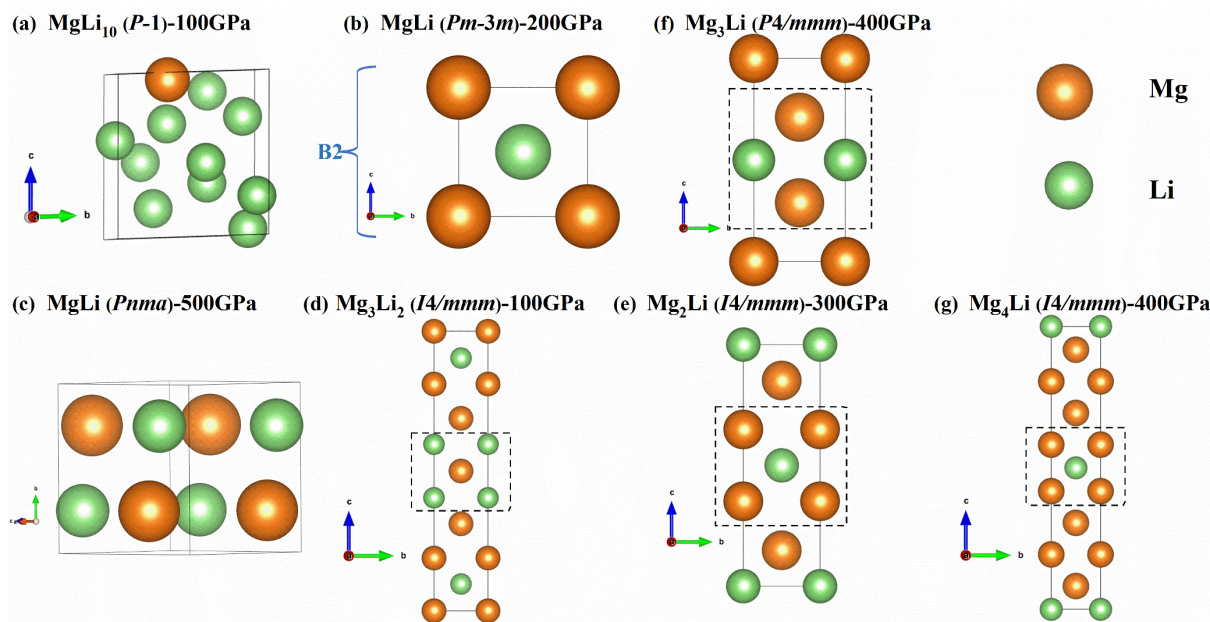 (a) MgLi₁₀ (P-1)-100GPa
(b) MgLi (Pm-3m)-200GPa
(f) Mg₃Li (P4/mmm)-400GPa
Mg
B2
Li
c
a
b
c
a
b
c
a
b
(c) MgLi (Pnma)-500GPa
(d) Mg₃Li₂ (I4/mmm)-100GPa
(e) Mg₂Li (I4/mmm)-300GPa
(g) Mg₄Li (I4/mmm)-400GPa
b
c
a
c
a
b
c
a
b
c
a
b